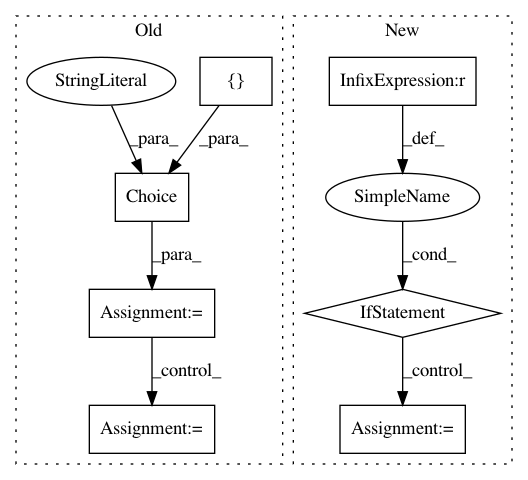 Old
New
StringLiteral
{}
InfixExpression:r
_para_
_para_
_def_
Choice
SimpleName
_para_
_cond_
Assignment:=
IfStatement
_control_
_control_
Assignment:=
Assignment:=